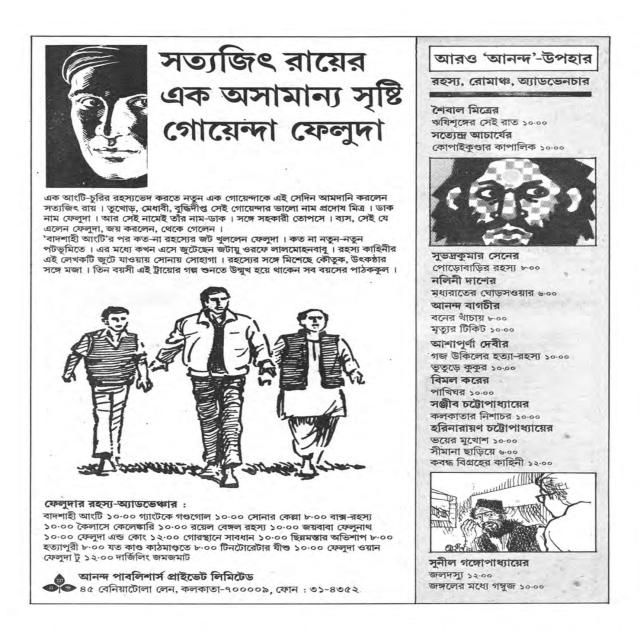 সত্যজিৎ রায়ের
এক অসামান্য সৃষ্টি
গোয়েন্দা ফেলুদা
এক আংটি-চুরির রহস্যভেদ করতে নতুন এক গোয়েন্দাকে এই সেদিন আমদানি করলেন
সত্যজিৎ রায় । তুখোড়, মেধাবী, বুদ্ধিদীপ্ত সেই গোয়েন্দার ভালো নাম প্রদোষ মিত্র । ডাক
নাম ফেলুদা । আর সেই নামেই তাঁর নাম-ডাক । সঙ্গে সহকারী তোপসে । ব্যস, সেই যে
এলেন ফেলুদা, জয় করলেন, থেকে গেলেন ।
'বাদশাহী আংটি'র পর কত-না রহস্যের জট খুললেন ফেলুদা । কত না নতুন-নতুন
পটভূমিতে । এর মধ্যে কখন এসে জুটেছেন জটায়ু ওরফে লালমোহনবাবু । রহস্য কাহিনীর
এই লেখকটি জুটে যাওয়ায় সোনায় সোহাগা । রহস্যের সঙ্গে মিশেছে কৌতুক, উৎকণ্ঠার
সঙ্গে মজা । তিন বয়সী এই ট্রায়োর গল্প শুনতে উন্মুখ হয়ে থাকেন সব বয়সের পাঠককুল ।
ফেলুদার রহস্য-অ্যাডভেঞ্চার :
বাদশাহী আংটি ১০·০০ গ্যাংটকে গণ্ডগোল ১০·০০ সোনার কেল্লা ৮·০০ বাক্স-রহস্য
১০·০০ কৈলাসে কেলেঙ্কারি ১০·০০ রয়েল বেঙ্গল রহস্য ১০·০০ জয়বাবা ফেলুনাথ
১০·০০ ফেলুদা এন্ড কোং ১২·০০ গোরস্থানে সাবধান ১০·০০ ছিন্নমস্তার অভিশাপ ৮·০০
হত্যাপুরী ৮·০০ যত কাণ্ড কাঠমাণ্ডুতে ৮·০০ টিনটোরেটোর যীশু ১০·০০ ফেলুদা ওয়ান
ফেলুদা টু ১২·০০ দার্জিলিং জমজমাট
আনন্দ পাবলিশার্স প্রাইভেট লিমিটেড
৪৫ বেনিয়াটোলা লেন, কলকাতা-৭০০০০৯, ফোন : ৩১-৪৩৫২
আরও 'আনন্দ'-উপহার
রহস্য, রোমাঞ্চ, অ্যাডভেনচার
শৈবাল মিত্রের
ঋষিশৃঙ্গের সেই রাত ১০·০০
সত্যেন্দ্র আচার্যের
কোপাইকুণ্ডার কাপালিক ১০·০০
সুভদ্রকুমার সেনের
পোড়োবাড়ির রহস্য ৮·০০
নলিনী দাশের
মধ্যরাতের ঘোড়সওয়ার ৬·০০
আনন্দ বাগচীর
বনের খাঁচায় ৮·০০
মৃত্যুর টিকিট ১০·০০
আশাপূর্ণা দেবীর
গজ উকিলের হত্যা-রহস্য ১০·০০
ভূতুড়ে কুকুর ১০·০০
বিমল করের
পাখিঘর ১০·০০
সঞ্জীব চট্টোপাধ্যায়ের
কলকাতার নিশাচর ১০·০০
হরিনারায়ণ চট্টোপাধ্যায়ের
ভয়ের মুখোশ ১০·০০
সীমানা ছাড়িয়ে ৬·০০
কবন্ধ বিগ্রহের কাহিনী ১২·০০
সুনীল গঙ্গোপাধ্যায়ের
জলদস্যু ১২·০০
জঙ্গলের মধ্যে গম্বুজ ১০·০০